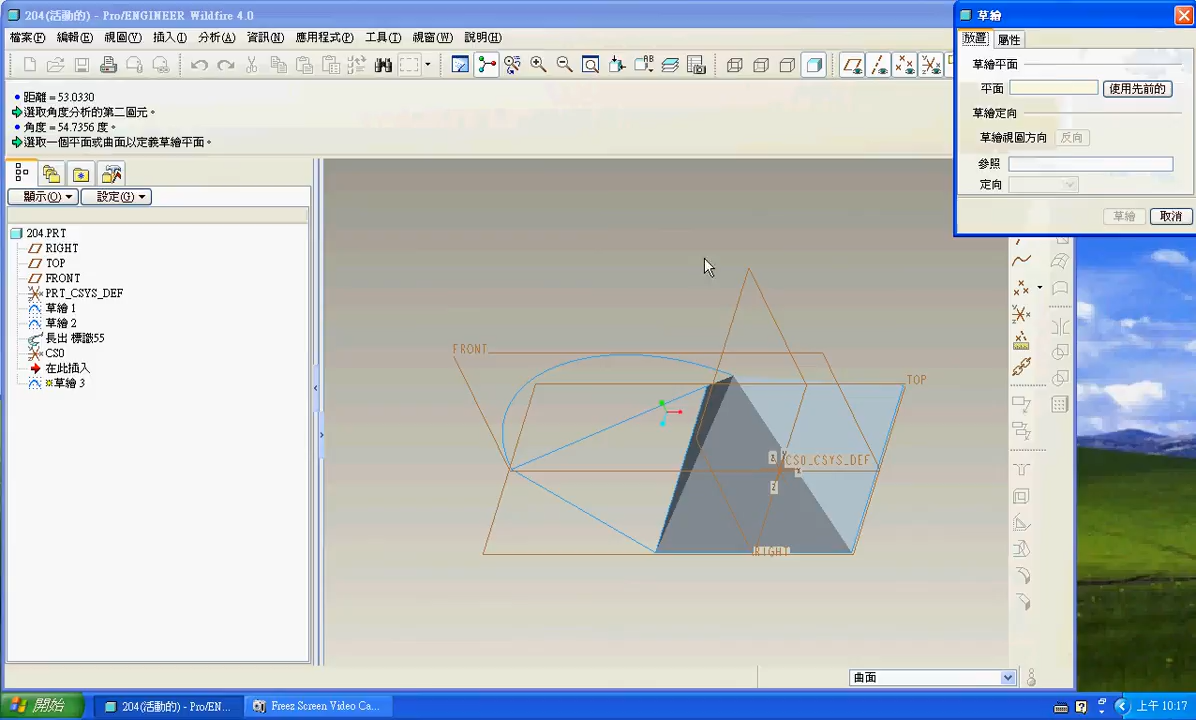 204(活動的) - Pro/ENGINEER Wildfire 4.0
檔案(F) 編輯(E) 視圖(V) 插入(I) 分析(A) 資訊(N) 應用程式(P) 工具(T) 視窗(W) 說明(H)
距離 = 53.0330
選取角度分析的第二圖元。
角度 = 54.7356 度。
選取一個平面或曲面以定義草繪平面。
顯示(O) 設定(G)
204.PRT
RIGHT
TOP
FRONT
PRT_CSYS_DEF
草繪 1
草繪 2
長出 標識55
CS0
在此插入
草繪 3
草繪
放置 屬性
草繪平面
平面 使用先前的
草繪定向
草繪視圖方向 反向
參照
定向
草繪 取消
FRONT
TOP
CS0_CSYS_DEF
X
Z
RIGHT
曲面
開始 204(活動的) - Pro/EN... Freez Screen Video Ca... 上午 10:17